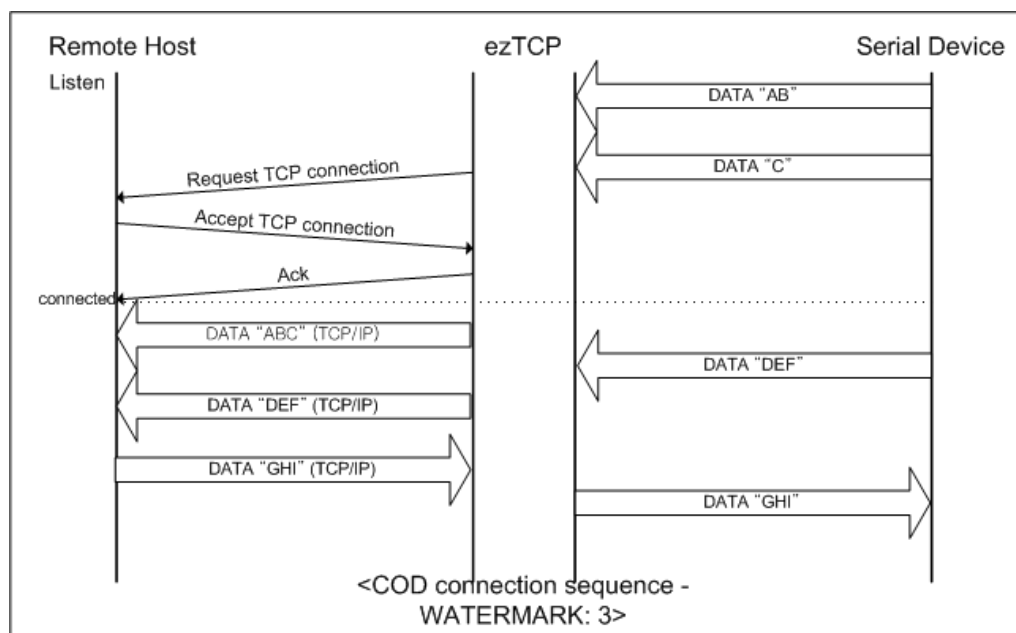 Remote Host ezTCP Serial Device
Listen
DATA “AB”
DATA “C”
Request TCP connection
Accept TCP connection
Ack
connected
DATA “ABC” (TCP/IP)
DATA “DEF”
DATA “DEF” (TCP/IP)
DATA “GHI” (TCP/IP)
DATA “GHI”
<COD connection sequence -
WATERMARK: 3>